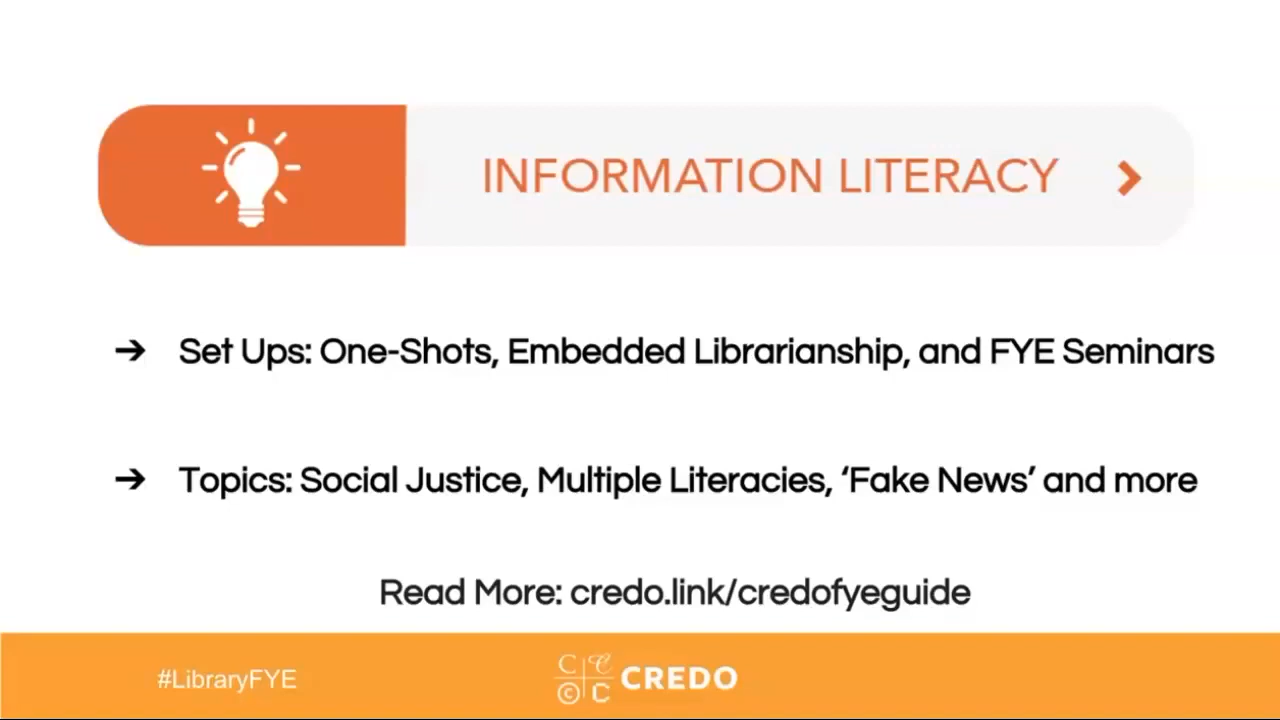 INFORMATION LITERACY
➔ Set Ups: One-Shots, Embedded Librarianship, and FYE Seminars
➔ Topics: Social Justice, Multiple Literacies, ‘Fake News’ and more
Read More: credo.link/credofyeguide
#LibraryFYE
C C
© C
CREDO